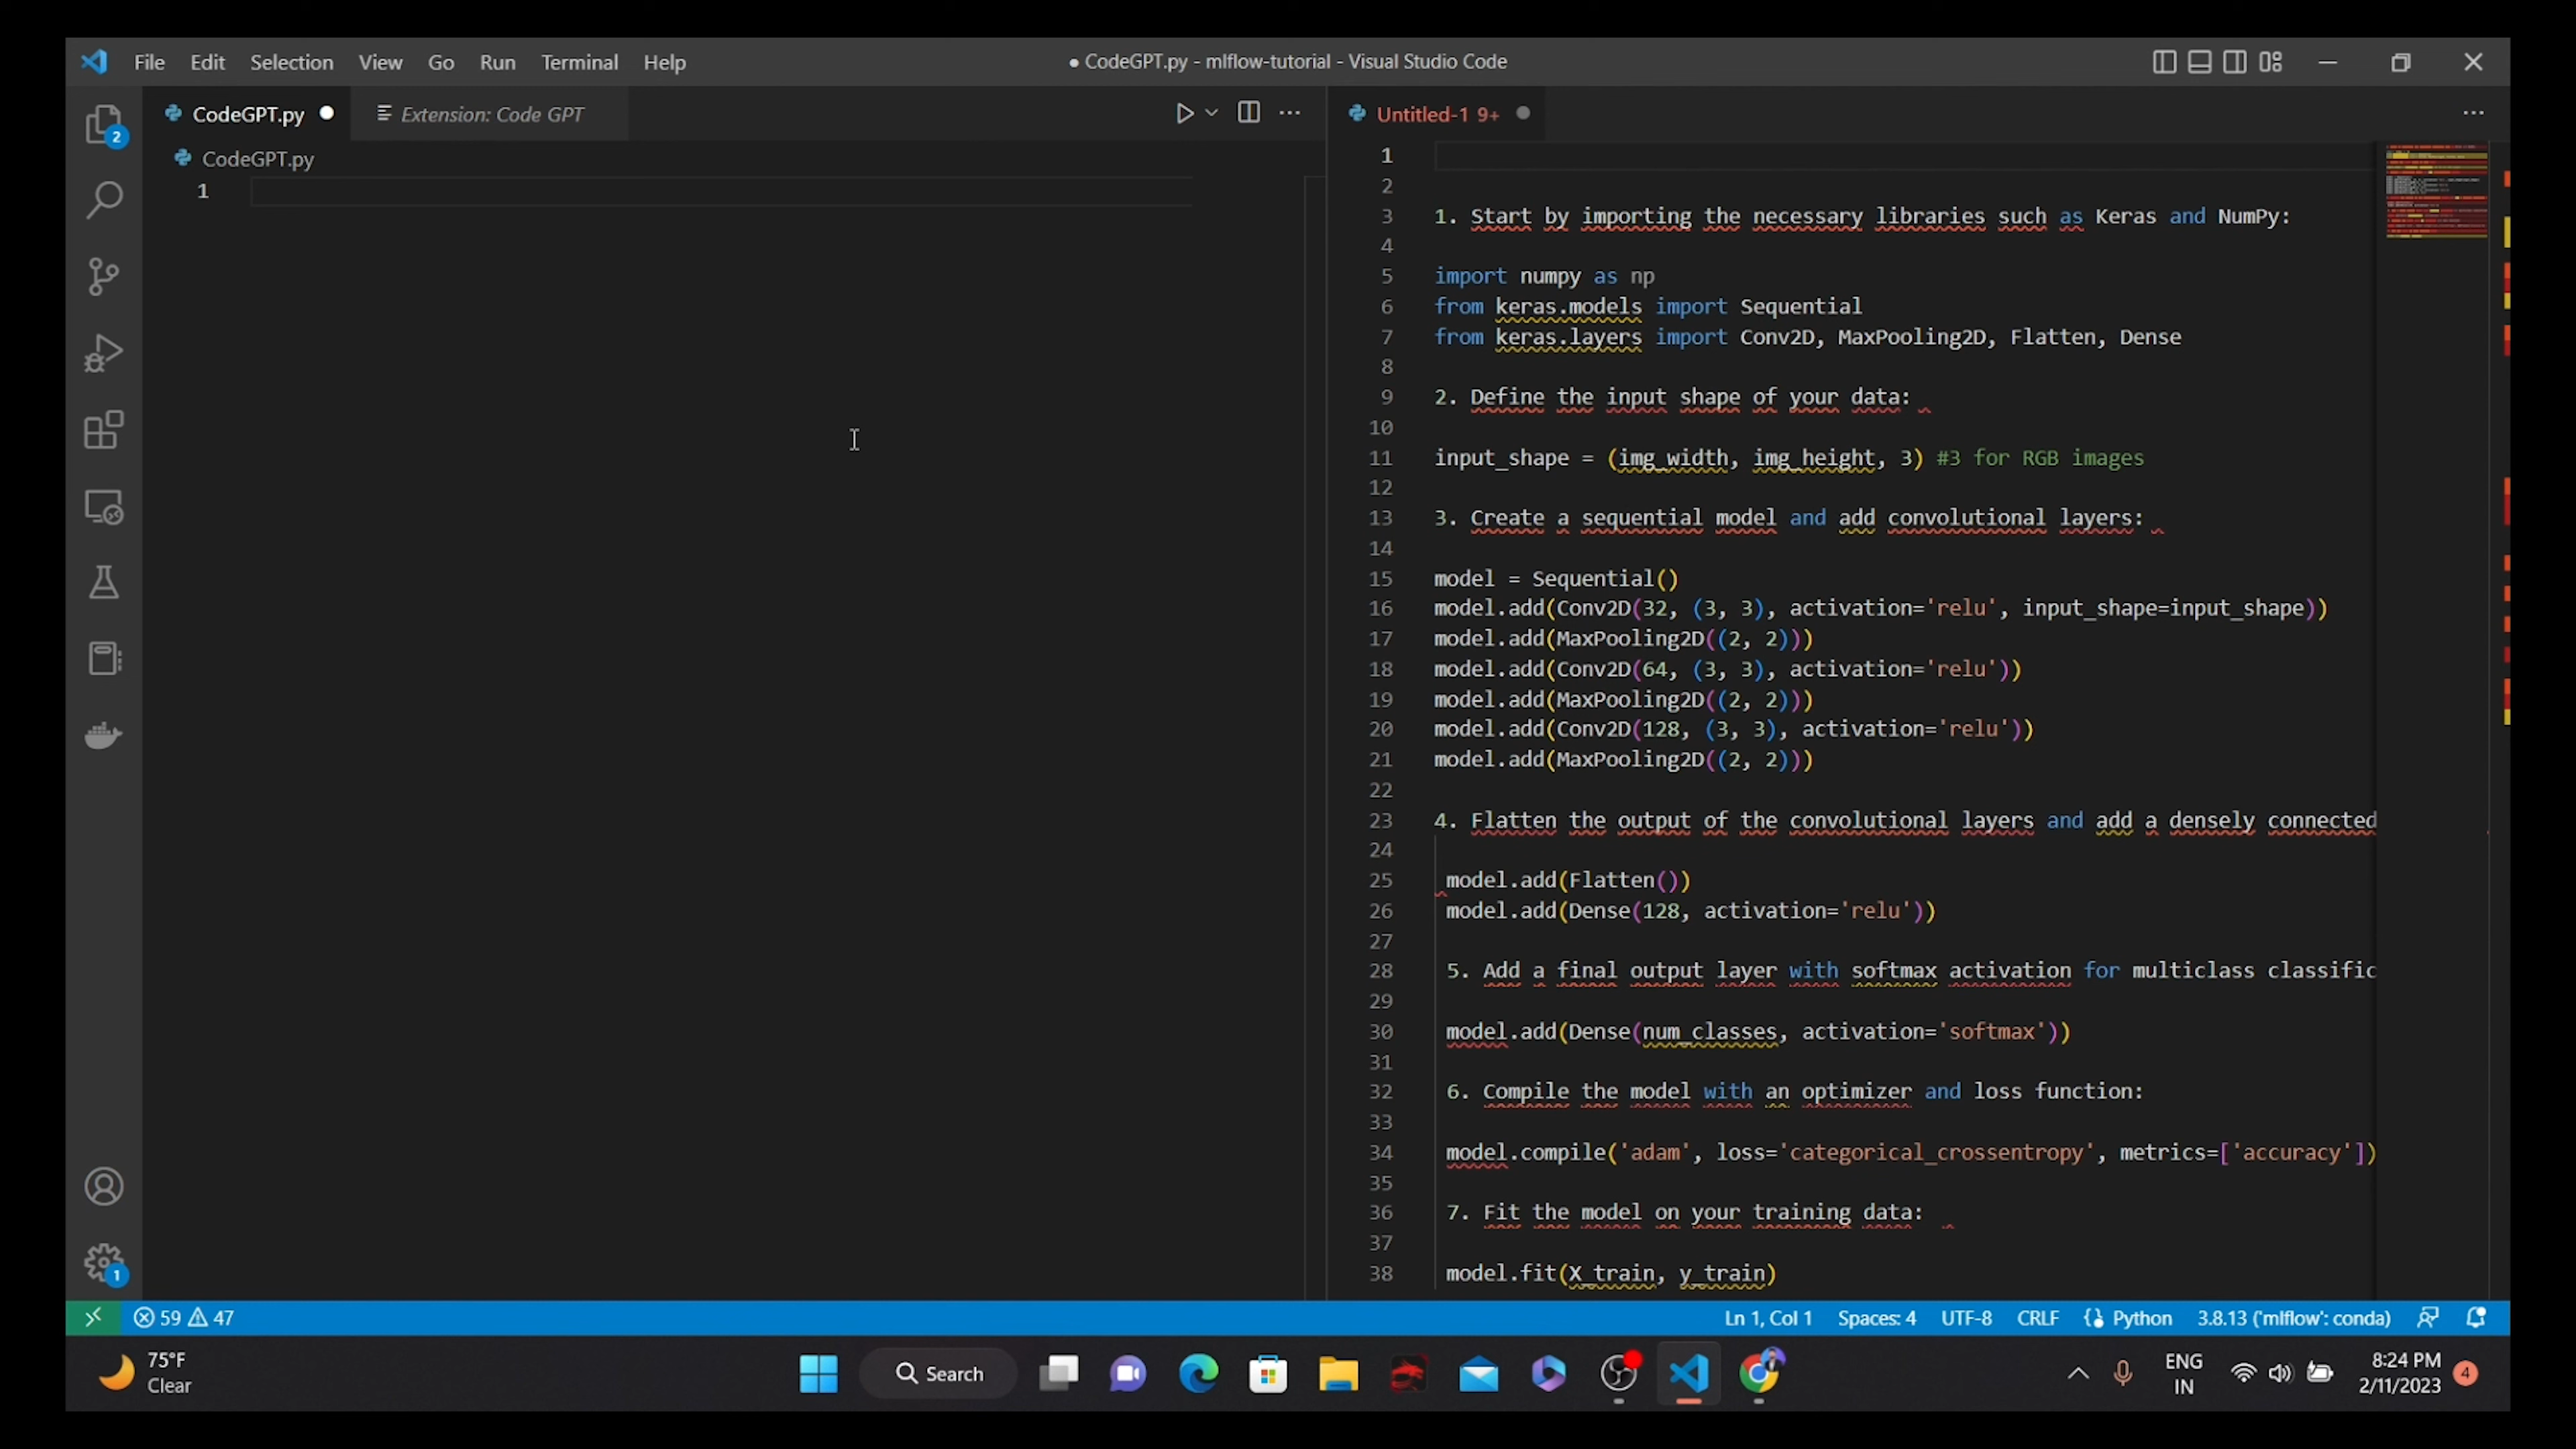 File Edit Selection View Go Run Terminal Help
● CodeGPT.py - mlflow-tutorial - Visual Studio Code
CodeGPT.py
Extension: Code GPT
2
CodeGPT.py
1
Untitled-1 9+
1
2
3 1. Start by importing the necessary libraries such as Keras and NumPy:
4
5 import numpy as np
6 from keras.models import Sequential
7 from keras.layers import Conv2D, MaxPooling2D, Flatten, Dense
8
9 2. Define the input shape of your data:
10
11 input_shape = (img_width, img_height, 3) #3 for RGB images
12
13 3. Create a sequential model and add convolutional layers:
14
15 model = Sequential()
16 model.add(Conv2D(32, (3, 3), activation='relu', input_shape=input_shape))
17 model.add(MaxPooling2D((2, 2)))
18 model.add(Conv2D(64, (3, 3), activation='relu'))
19 model.add(MaxPooling2D((2, 2)))
20 model.add(Conv2D(128, (3, 3), activation='relu'))
21 model.add(MaxPooling2D((2, 2)))
22
23 4. Flatten the output of the convolutional layers and add a densely connected
24
25 model.add(Flatten())
26 model.add(Dense(128, activation='relu'))
27
28 5. Add a final output layer with softmax activation for multiclass classific
29
30 model.add(Dense(num_classes, activation='softmax'))
31
32 6. Compile the model with an optimizer and loss function:
33
34 model.compile('adam', loss='categorical_crossentropy', metrics=['accuracy'])
35
36 7. Fit the model on your training data:
37
38 model.fit(X_train, y_train)
1
59 47
Ln 1, Col 1 Spaces: 4 UTF-8 CRLF Python 3.8.13 ('mlflow': conda)
75°F
Clear
Search
ENG
IN
8:24 PM
2/11/2023
4